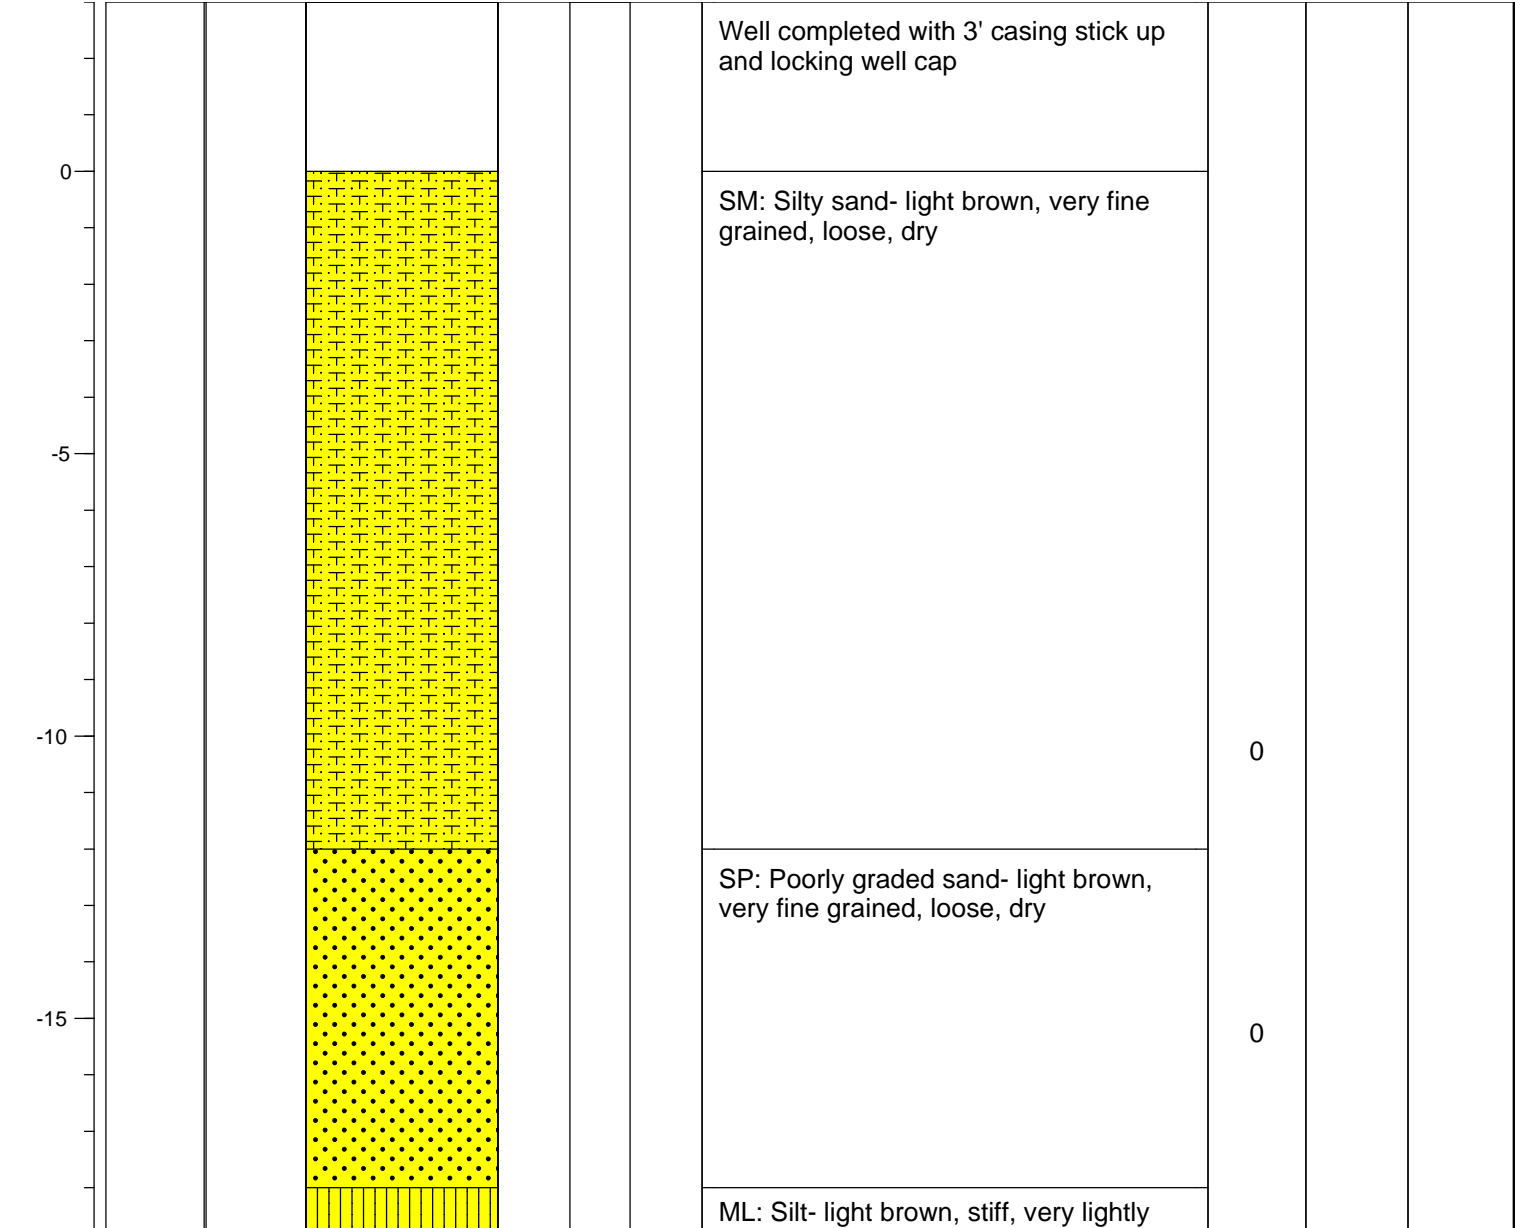 Well completed with 3' casing stick up
and locking well cap
0
SM: Silty sand- light brown, very fine
grained, loose, dry
-5
-10
0
SP: Poorly graded sand- light brown,
very fine grained, loose, dry
-15
0
ML: Silt- light brown, stiff, very lightly